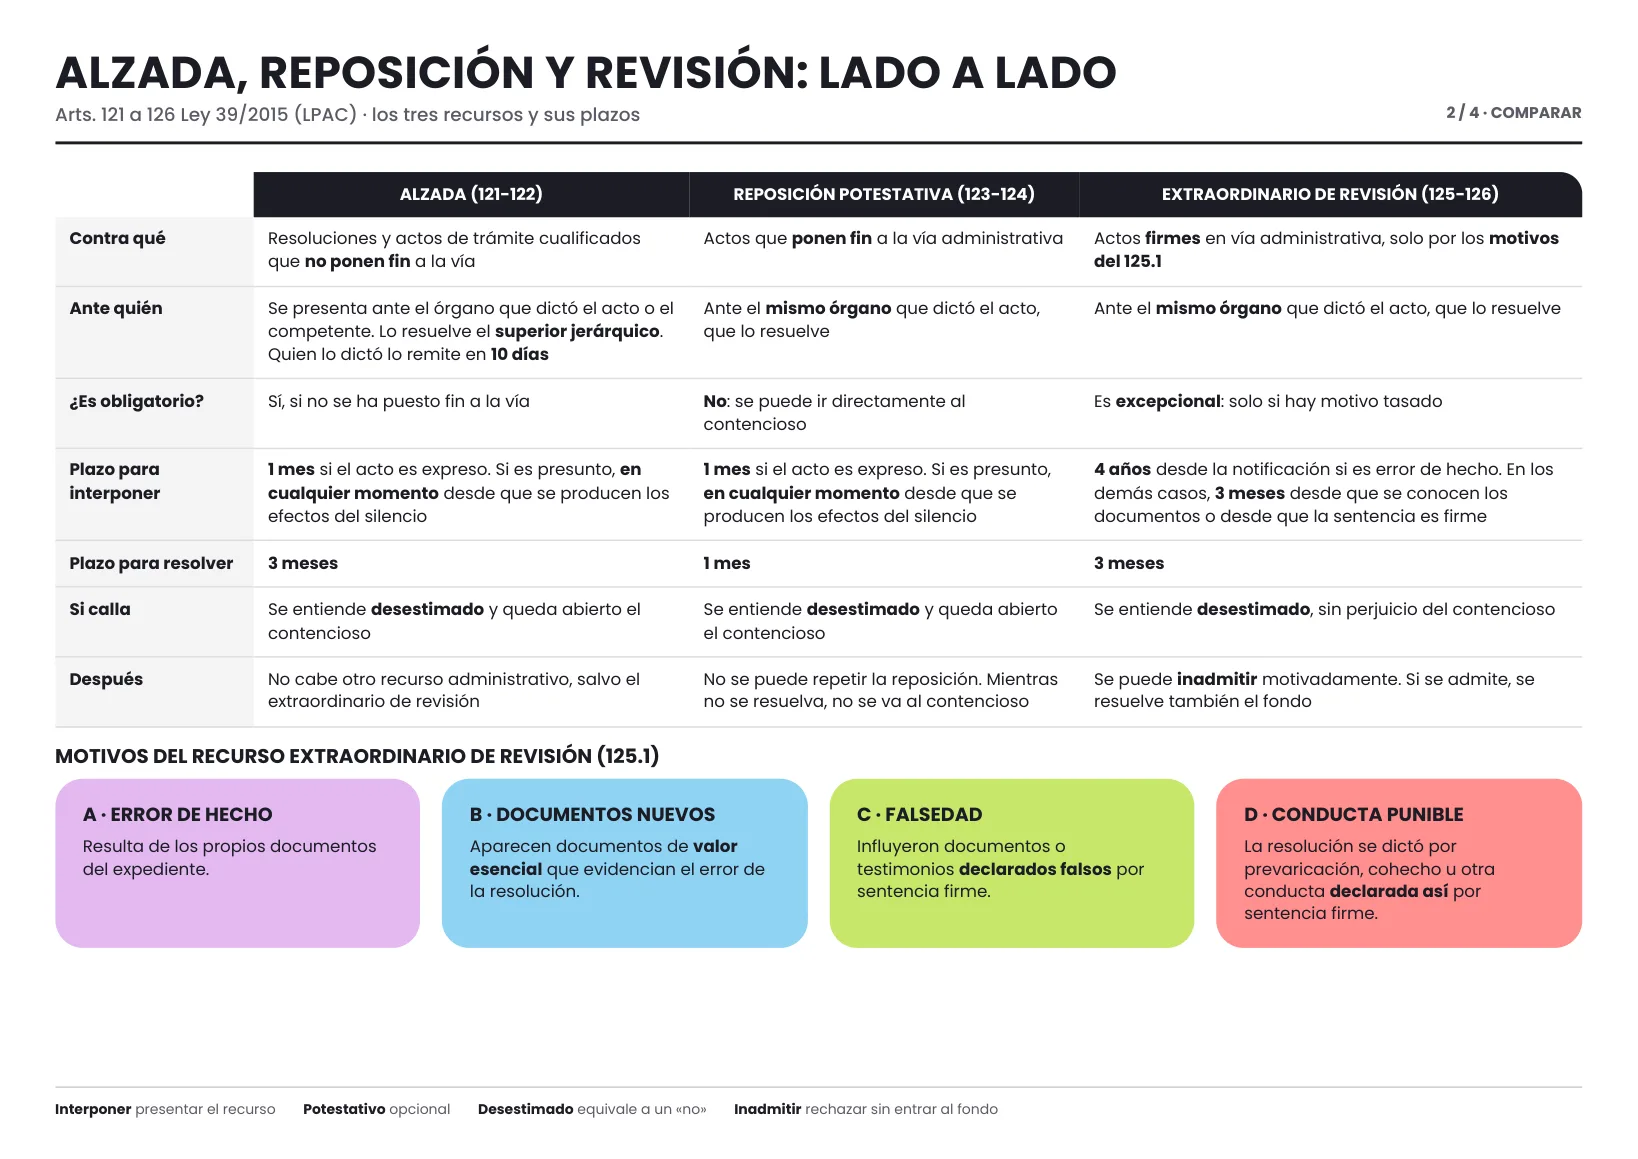 ALZADA, REPOSICIÓN Y REVISIÓN: LADO A LADO
Arts. 121 a 126 Ley 39/2015 (LPAC) · los tres recursos y sus plazos
2 / 4 · COMPARAR
ALZADA (121-122)
REPOSICIÓN POTESTATIVA (123-124)
EXTRAORDINARIO DE REVISIÓN (125-126)
Contra qué
Resoluciones y actos de trámite cualificados
que no ponen fin a la vía
Actos que ponen fin a la vía administrativa
Actos firmes en vía administrativa, solo por los motivos
del 125.1
Ante quién
Se presenta ante el órgano que dictó el acto o el
competente. Lo resuelve el superior jerárquico.
Quien lo dictó lo remite en 10 días
Ante el mismo órgano que dictó el acto,
que lo resuelve
Ante el mismo órgano que dictó el acto, que lo resuelve
¿Es obligatorio?
Sí, si no se ha puesto fin a la vía
No: se puede ir directamente al
contencioso
Es excepcional: solo si hay motivo tasado
Plazo para
interponer
1 mes si el acto es expreso. Si es presunto, en
cualquier momento desde que se producen los
efectos del silencio
1 mes si el acto es expreso. Si es presunto,
en cualquier momento desde que se
producen los efectos del silencio
4 años desde la notificación si es error de hecho. En los
demás casos, 3 meses desde que se conocen los
documentos o desde que la sentencia es firme
Plazo para resolver
3 meses
1 mes
3 meses
Si calla
Se entiende desestimado y queda abierto el
contencioso
Se entiende desestimado y queda abierto
el contencioso
Se entiende desestimado, sin perjuicio del contencioso
Después
No cabe otro recurso administrativo, salvo el
extraordinario de revisión
No se puede repetir la reposición. Mientras
no se resuelva, no se va al contencioso
Se puede inadmitir motivadamente. Si se admite, se
resuelve también el fondo
MOTIVOS DEL RECURSO EXTRAORDINARIO DE REVISIÓN (125.1)
A · ERROR DE HECHO
Resulta de los propios documentos
del expediente.
B · DOCUMENTOS NUEVOS
Aparecen documentos de valor
esencial que evidencian el error de
la resolución.
C · FALSEDAD
Influyeron documentos o
testimonios declarados falsos por
sentencia firme.
D · CONDUCTA PUNIBLE
La resolución se dictó por
prevaricación, cohecho u otra
conducta declarada así por
sentencia firme.
Interponer presentar el recurso Potestativo opcional Desestimado equivale a un «no» Inadmitir rechazar sin entrar al fondo